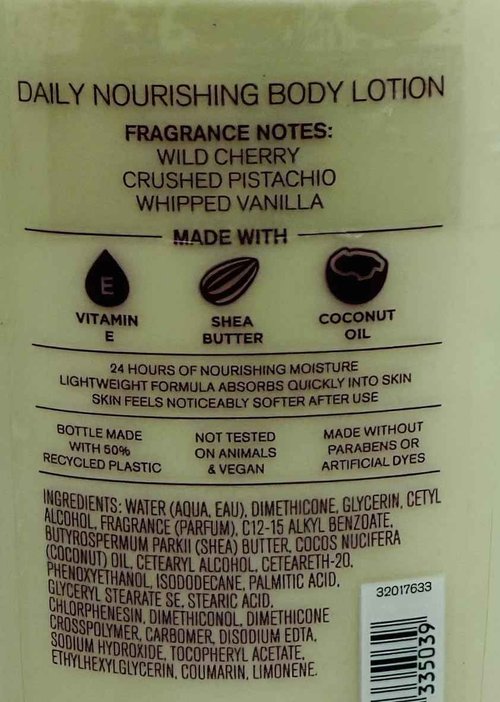 DAILY NOURISHING BODY LOTION
FRAGRANCE NOTES:
WILD CHERRY
CRUSHED PISTACHIO
WHIPPED VANILLA
MADE WITH
E
VITAMIN
E
SHEA
BUTTER
COCONUT
OIL
24 HOURS OF NOURISHING MOISTURE
LIGHTWEIGHT FORMULA ABSORBS QUICKLY INTO SKIN
SKIN FEELS NOTICEABLY SOFTER AFTER USE
BOTTLE MADE
WITH 50%
RECYCLED PLASTIC
NOT TESTED
ON ANIMALS
& VEGAN
MADE WITHOUT
PARABENS OR
ARTIFICIAL DYES
INGREDIENTS: WATER (AQUA, EAU), DIMETHICONE, GLYCERIN, CETYL
ALCOHOL, FRAGRANCE (PARFUM), C12-15 ALKYL BENZOATE,
BUTYROSPERMUM PARKII (SHEA) BUTTER, COCOS NUCIFERA
(COCONUT) OIL, CETEARYL ALCOHOL, CETEARETH-20,
PHENOXYETHANOL, ISODODECANE, PALMITIC ACID,
GLYCERYL STEARATE SE, STEARIC ACID,
CHLORPHENESIN, DIMETHICONOL, DIMETHICONE
CROSSPOLYMER, CARBOMER, DISODIUM EDTA,
SODIUM HYDROXIDE, TOCOPHERYL ACETATE,
ETHYLHEXYLGLYCERIN, COUMARIN, LIMONENE.
32017633
335039